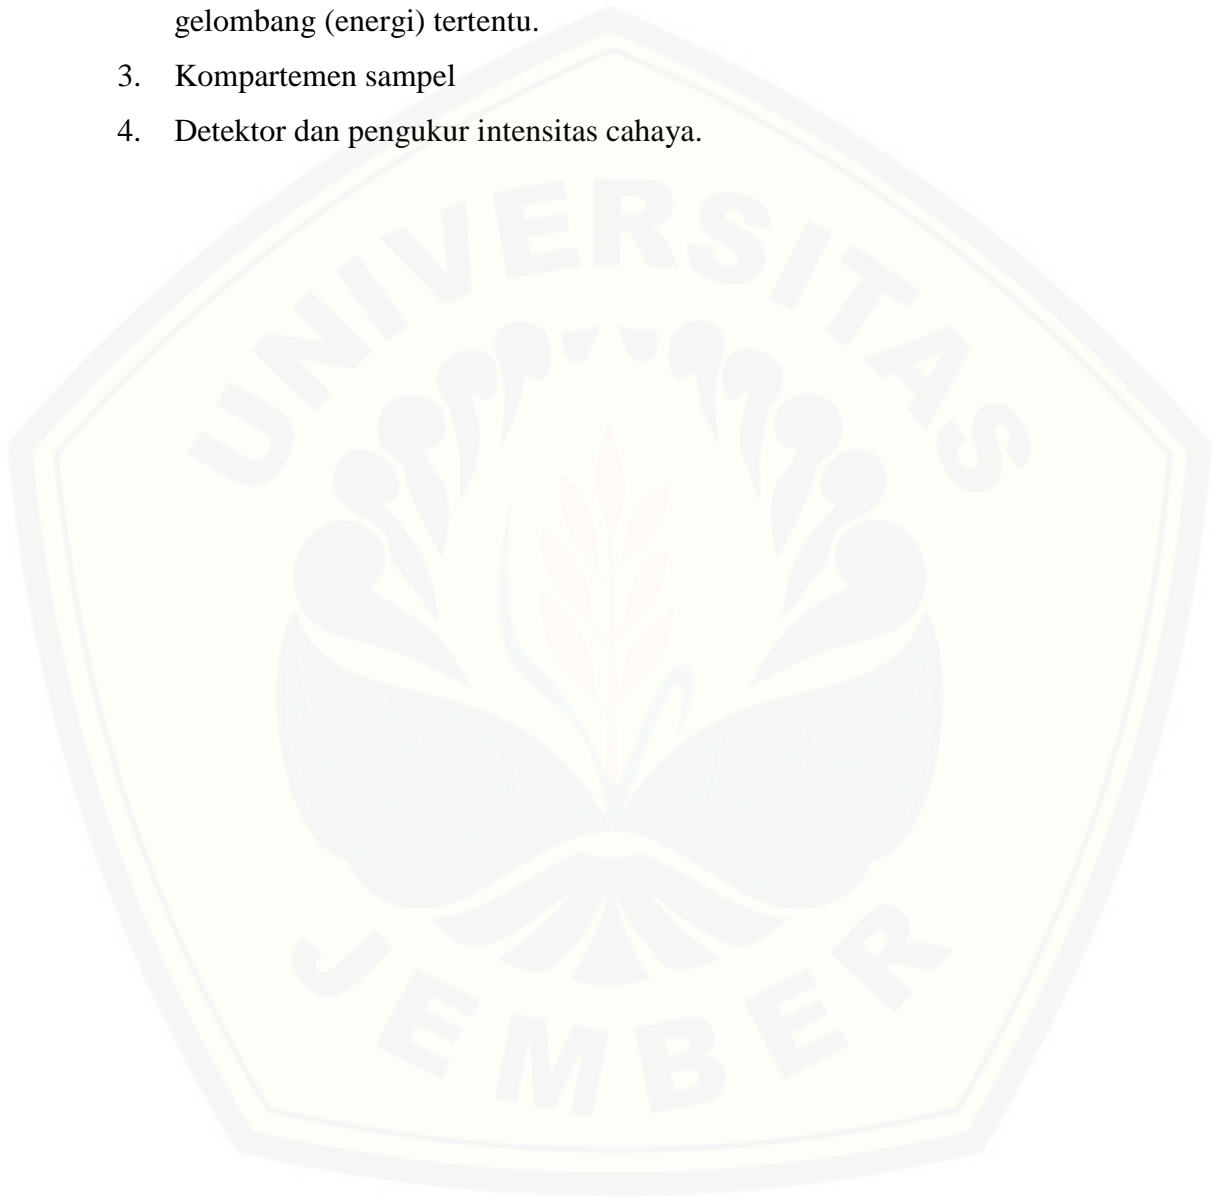 gelombang (energi) tertentu.
3. Kompartemen sampel
4. Detektor dan pengukur intensitas cahaya.
UNIVERSITAS
JEMBER